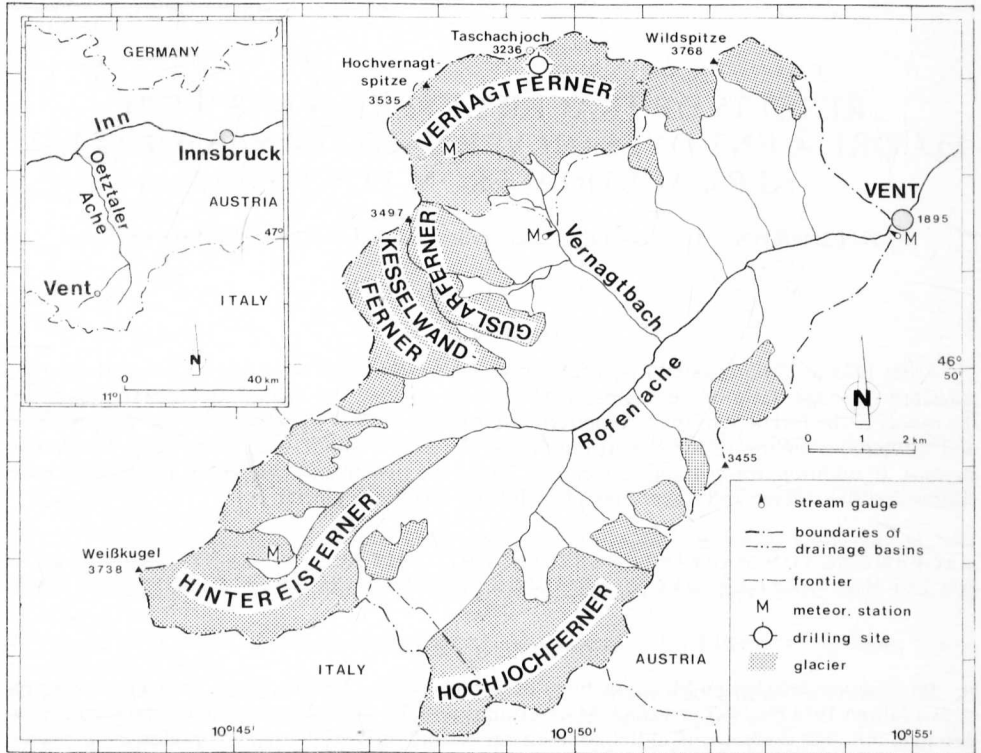 GERMANY
Inn
Innsbruck
Oetztaler
Ache
AUSTRIA
47°
Vent
ITALY
N
0 40 km
11°
Taschachjoch
3236
Wildspitze
3768
Hochvernagt-
spitze
3535
VERNAGTFERNER
M
VENT
1895
M
3497
M
Vernagtbach
GUSLARFERNER
KESSELWAND
FERNER
Rofenache
46°
50'
N
0 1 2 km
3455
Weißkugel
3738
M
HINTEREISFERNER
HOCHJOCHFERNER
ITALY
AUSTRIA
stream gauge
boundaries of
drainage basins
frontier
M meteor. station
drilling site
glacier
10°45'
10°50'
10°55'